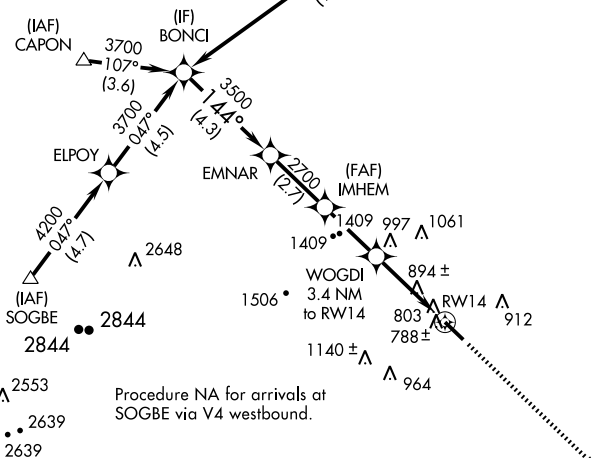 (IAF)
CAPON
(IF)
BONCI
3700
107°
(3.6)
3500
144°
(4.3)
3700
047°
(4.5)
ELPOY
EMNAR
2700
(2.7)
(FAF)
IMHEM
4200
047°
(4.7)
1409
1409
997
1061
2648
(IAF)
SOGBE
WOGDI
3.4 NM
to RW14
894 ±
RW14
1506
803
788 ±
912
2844
2844
1140 ±
964
2553
Procedure NA for arrivals at
SOGBE via V4 westbound.
2639
2639